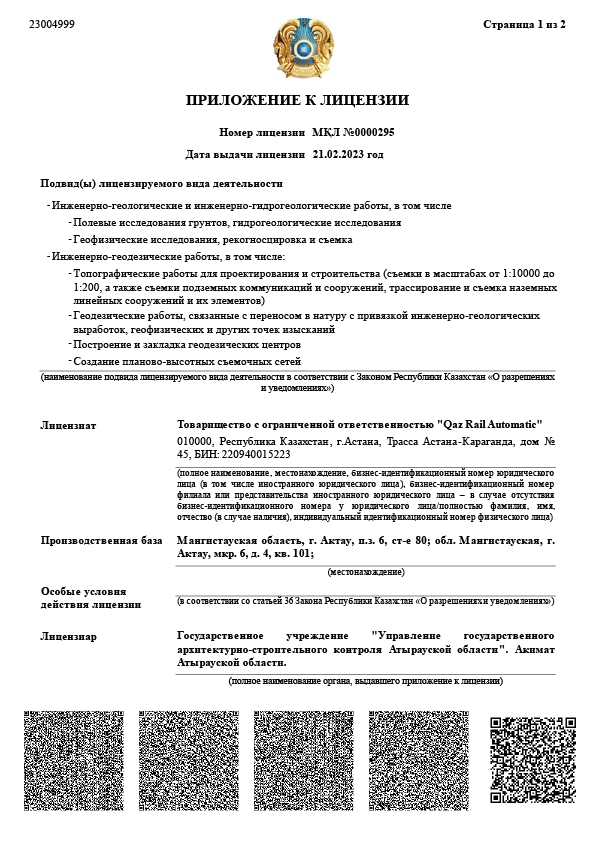 23004999
Страница 1 из 2
ПРИЛОЖЕНИЕ К ЛИЦЕНЗИИ
Номер лицензии МҚЛ №0000295
Дата выдачи лицензии 21.02.2023 год
Подвид(ы) лицензируемого вида деятельности
- Инженерно-геологические и инженерно-гидрогеологические работы, в том числе
- Полевые исследования грунтов, гидрогеологические исследования
- Геофизические исследования, рекогносцировка и съемка
- Инженерно-геодезические работы, в том числе:
- Топографические работы для проектирования и строительства (съемки в масштабах от 1:10000 до
1:200, а также съемки подземных коммуникаций и сооружений, трассирование и съемка наземных
линейных сооружений и их элементов)
- Геодезические работы, связанные с переносом в натуру с привязкой инженерно-геологических
выработок, геофизических и других точек изысканий
- Построение и закладка геодезических центров
- Создание планово-высотных съемочных сетей
(наименование подвида лицензируемого вида деятельности в соответствии с Законом Республики Казахстан «О разрешениях
и уведомлениях»)
Лицензиат
Товарищество с ограниченной ответственностью "Qaz Rail Automatic"
010000, Республика Казахстан, г.Астана, Трасса Астана-Караганда, дом №
45, БИН: 220940015223
(полное наименование, местонахождение, бизнес-идентификационный номер юридического
лица (в том числе иностранного юридического лица), бизнес-идентификационный номер
филиала или представительства иностранного юридического лица – в случае отсутствия
бизнес-идентификационного номера у юридического лица/полностью фамилия, имя,
отчество (в случае наличия), индивидуальный идентификационный номер физического лица)
Производственная база
Мангистауская область, г. Актау, п.з. 6, ст-е 80; обл. Мангистауская, г.
Актау, мкр. 6, д. 4, кв. 101;
(местонахождение)
Особые условия
действия лицензии
(в соответствии со статьей 36 Закона Республики Казахстан «О разрешениях и уведомлениях»)
Лицензиар
Государственное учреждение "Управление государственного
архитектурно-строительного контроля Атырауской области". Акимат
Атырауской области.
(полное наименование органа, выдавшего приложение к лицензии)